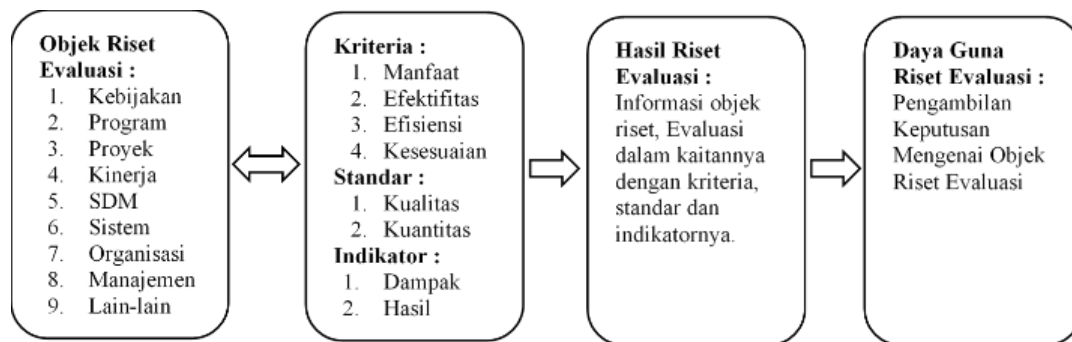 Objek Riset
Evaluasi :
1. Kebijakan
2. Program
3. Proyek
4. Kinerja
5. SDM
6. Sistem
7. Organisasi
8. Manajemen
9. Lain-lain
Kriteria :
1. Manfaat
2. Efektifitas
3. Efisiensi
4. Kesesuaian
Standar :
1. Kualitas
2. Kuantitas
Indikator :
1. Dampak
2. Hasil
Hasil Riset
Evaluasi :
Informasi objek
riset, Evaluasi
dalam kaitannya
dengan kriteria,
standar dan
indikatornya.
Daya Guna
Riset Evaluasi :
Pengambilan
Keputusan
Mengenai Objek
Riset Evaluasi